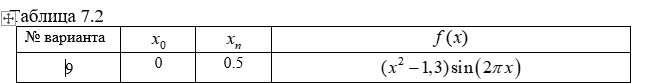 Таблица 7.2
№ варианта x₀ xₙ f(x)
9 0 0.5 (x² −1,3)sin(2πx)